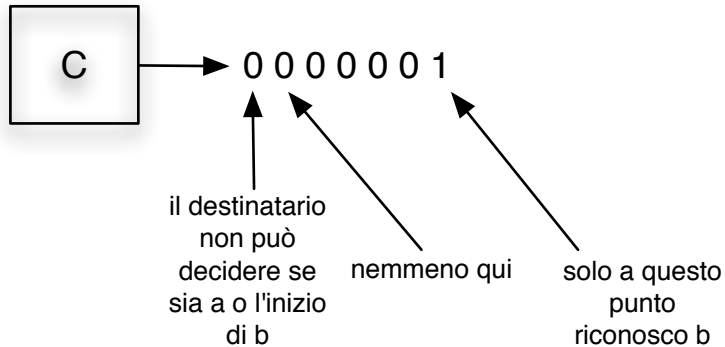 C
0 0 0 0 0 0 1
il destinatario
non può
decidere se
sia a o l'inizio
di b
nemmeno qui
solo a questo
punto
riconosco b